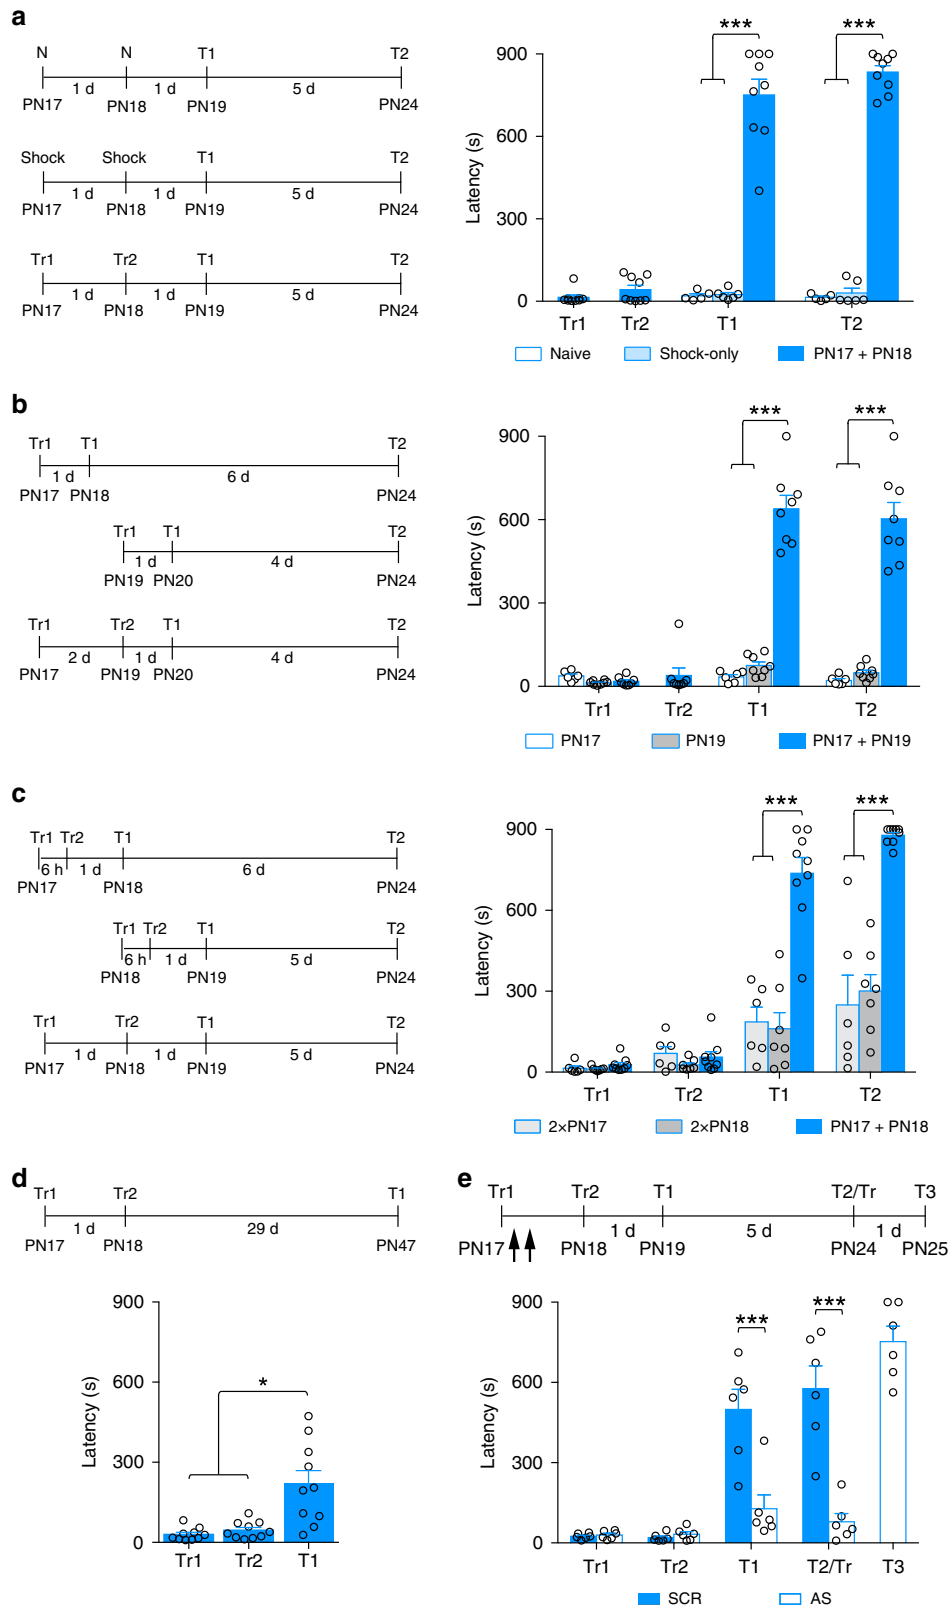 a
N N T1 T2
1 d 1 d 5 d
PN17 PN18 PN19 PN24
Shock Shock T1 T2
1 d 1 d 5 d
PN17 PN18 PN19 PN24
Tr1 Tr2 T1 T2
1 d 1 d 5 d
PN17 PN18 PN19 PN24
*** ***
Latency (s)
900
600
300
0
Tr1 Tr2 T1 T2
Naive Shock-only PN17 + PN18
b
Tr1 T1 T2
1 d 6 d
PN17 PN18 PN24
Tr1 T1 T2
1 d 4 d
PN19 PN20 PN24
Tr1 Tr2 T1 T2
2 d 1 d 4 d
PN17 PN19 PN20 PN24
*** ***
Latency (s)
900
600
300
0
Tr1 Tr2 T1 T2
PN17 PN19 PN17 + PN19
c
Tr1 Tr2 T1 T2
6 h 1 d 6 d
PN17 PN18 PN24
Tr1 Tr2 T1 T2
6 h 1 d 5 d
PN18 PN19 PN24
Tr1 Tr2 T1 T2
1 d 1 d 5 d
PN17 PN18 PN19 PN24
*** ***
Latency (s)
900
600
300
0
Tr1 Tr2 T1 T2
2×PN17 2×PN18 PN17 + PN18
d
Tr1 Tr2 T1
1 d 29 d
PN17 PN18 PN47
*
Latency (s)
900
600
300
0
Tr1 Tr2 T1
e
Tr1 Tr2 T1 T2/Tr T3
1 d 5 d 1 d
PN17 PN18 PN19 PN24 PN25
*** ***
Latency (s)
900
600
300
0
Tr1 Tr2 T1 T2/Tr T3
SCR AS